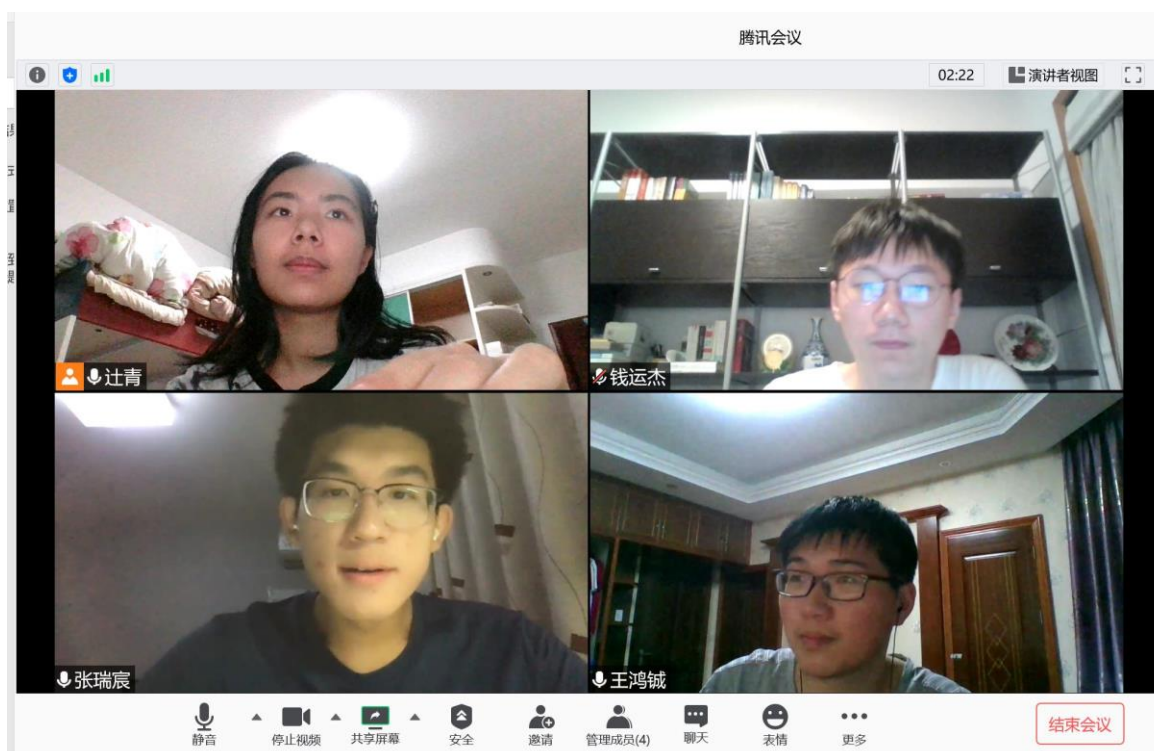 腾讯会议
02:22
演讲者视图
辻青
钱运杰
张瑞宸
王鸿铖
静音
停止视频
共享屏幕
安全
邀请
管理成员(4)
聊天
表情
更多
结束会议